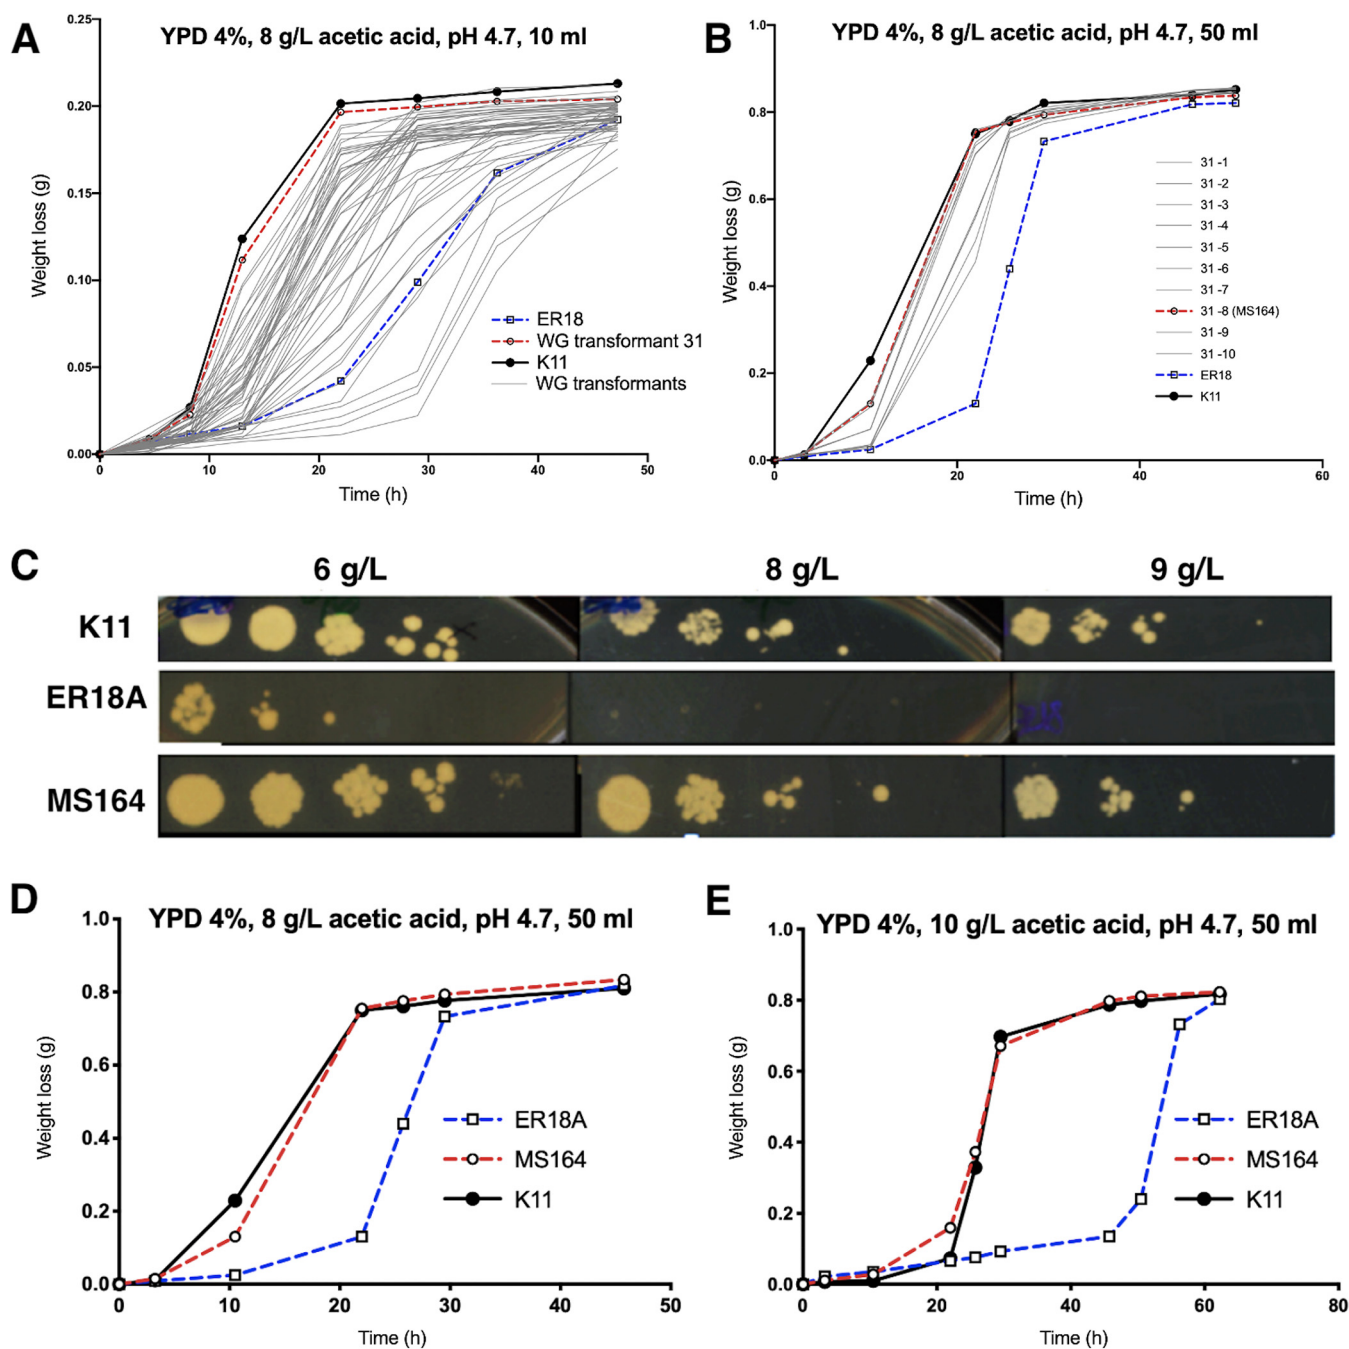 A
YPD 4%, 8 g/L acetic acid, pH 4.7, 10 ml
0.25
0.20
0.15
0.10
0.05
0.00
0
10
20
30
40
50
Weight loss (g)
Time (h)
ER18
WG transformant 31
K11
WG transformants
B
YPD 4%, 8 g/L acetic acid, pH 4.7, 50 ml
1.0
0.8
0.6
0.4
0.2
0.0
0
20
40
60
Weight loss (g)
Time (h)
31 -1
31 -2
31 -3
31 -4
31 -5
31 -6
31 -7
31 -8 (MS164)
31 -9
31 -10
ER18
K11
C
6 g/L
8 g/L
9 g/L
K11
ER18A
MS164
D
YPD 4%, 8 g/L acetic acid, pH 4.7, 50 ml
1.0
0.8
0.6
0.4
0.2
0.0
0
10
20
30
40
50
Weight loss (g)
Time (h)
ER18A
MS164
K11
E
YPD 4%, 10 g/L acetic acid, pH 4.7, 50 ml
1.0
0.8
0.6
0.4
0.2
0.0
0
20
40
60
80
Weight loss (g)
Time (h)
ER18A
MS164
K11